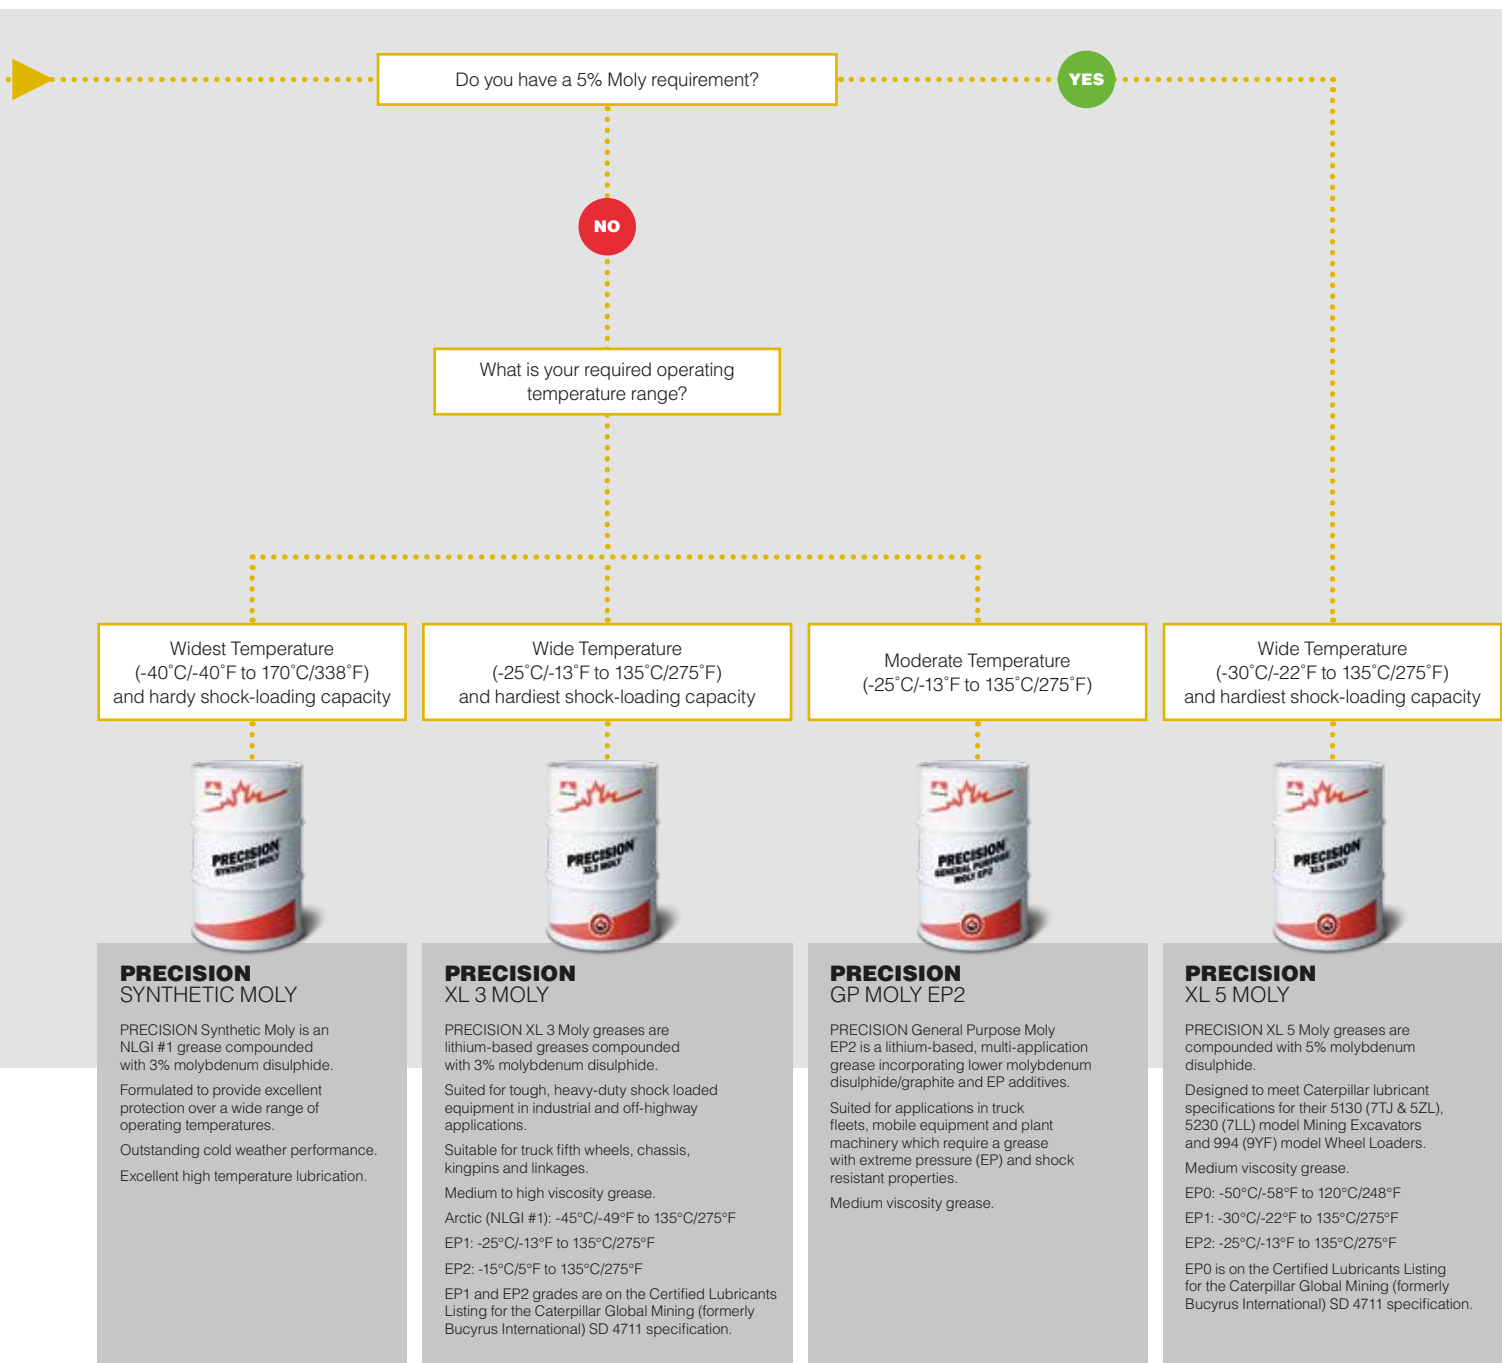 Do you have a 5% Moly requirement?
YES
NO
What is your required operating
temperature range?
Widest Temperature
(-40˚C/-40˚F to 170˚C/338˚F)
and hardy shock-loading capacity
Wide Temperature
(-25˚C/-13˚F to 135˚C/275˚F)
and hardiest shock-loading capacity
Moderate Temperature
(-25˚C/-13˚F to 135˚C/275˚F)
Wide Temperature
(-30˚C/-22˚F to 135˚C/275˚F)
and hardiest shock-loading capacity
PRECISION
SYNTHETIC MOLY
PRECISION
XL3 MOLY
PRECISION
GENERAL PURPOSE
MOLY EP2
PRECISION
XL5 MOLY
PRECISION
SYNTHETIC MOLY
PRECISION Synthetic Moly is an
NLGI #1 grease compounded
with 3% molybdenum disulphide.
Formulated to provide excellent
protection over a wide range of
operating temperatures.
Outstanding cold weather performance.
Excellent high temperature lubrication.
PRECISION
XL 3 MOLY
PRECISION XL 3 Moly greases are
lithium-based greases compounded
with 3% molybdenum disulphide.
Suited for tough, heavy-duty shock loaded
equipment in industrial and off-highway
applications.
Suitable for truck fifth wheels, chassis,
kingpins and linkages.
Medium to high viscosity grease.
Arctic (NLGI #1): -45°C/-49°F to 135°C/275°F
EP1: -25°C/-13°F to 135°C/275°F
EP2: -15°C/5°F to 135°C/275°F
EP1 and EP2 grades are on the Certified Lubricants
Listing for the Caterpillar Global Mining (formerly
Bucyrus International) SD 4711 specification.
PRECISION
GP MOLY EP2
PRECISION General Purpose Moly
EP2 is a lithium-based, multi-application
grease incorporating lower molybdenum
disulphide/graphite and EP additives.
Suited for applications in truck
fleets, mobile equipment and plant
machinery which require a grease
with extreme pressure (EP) and shock
resistant properties.
Medium viscosity grease.
PRECISION
XL 5 MOLY
PRECISION XL 5 Moly greases are
compounded with 5% molybdenum
disulphide.
Designed to meet Caterpillar lubricant
specifications for their 5130 (7TJ & 5ZL),
5230 (7LL) model Mining Excavators
and 994 (9YF) model Wheel Loaders.
Medium viscosity grease.
EP0: -50°C/-58°F to 120°C/248°F
EP1: -30°C/-22°F to 135°C/275°F
EP2: -25°C/-13°F to 135°C/275°F
EP0 is on the Certified Lubricants Listing
for the Caterpillar Global Mining (formerly
Bucyrus International) SD 4711 specification.